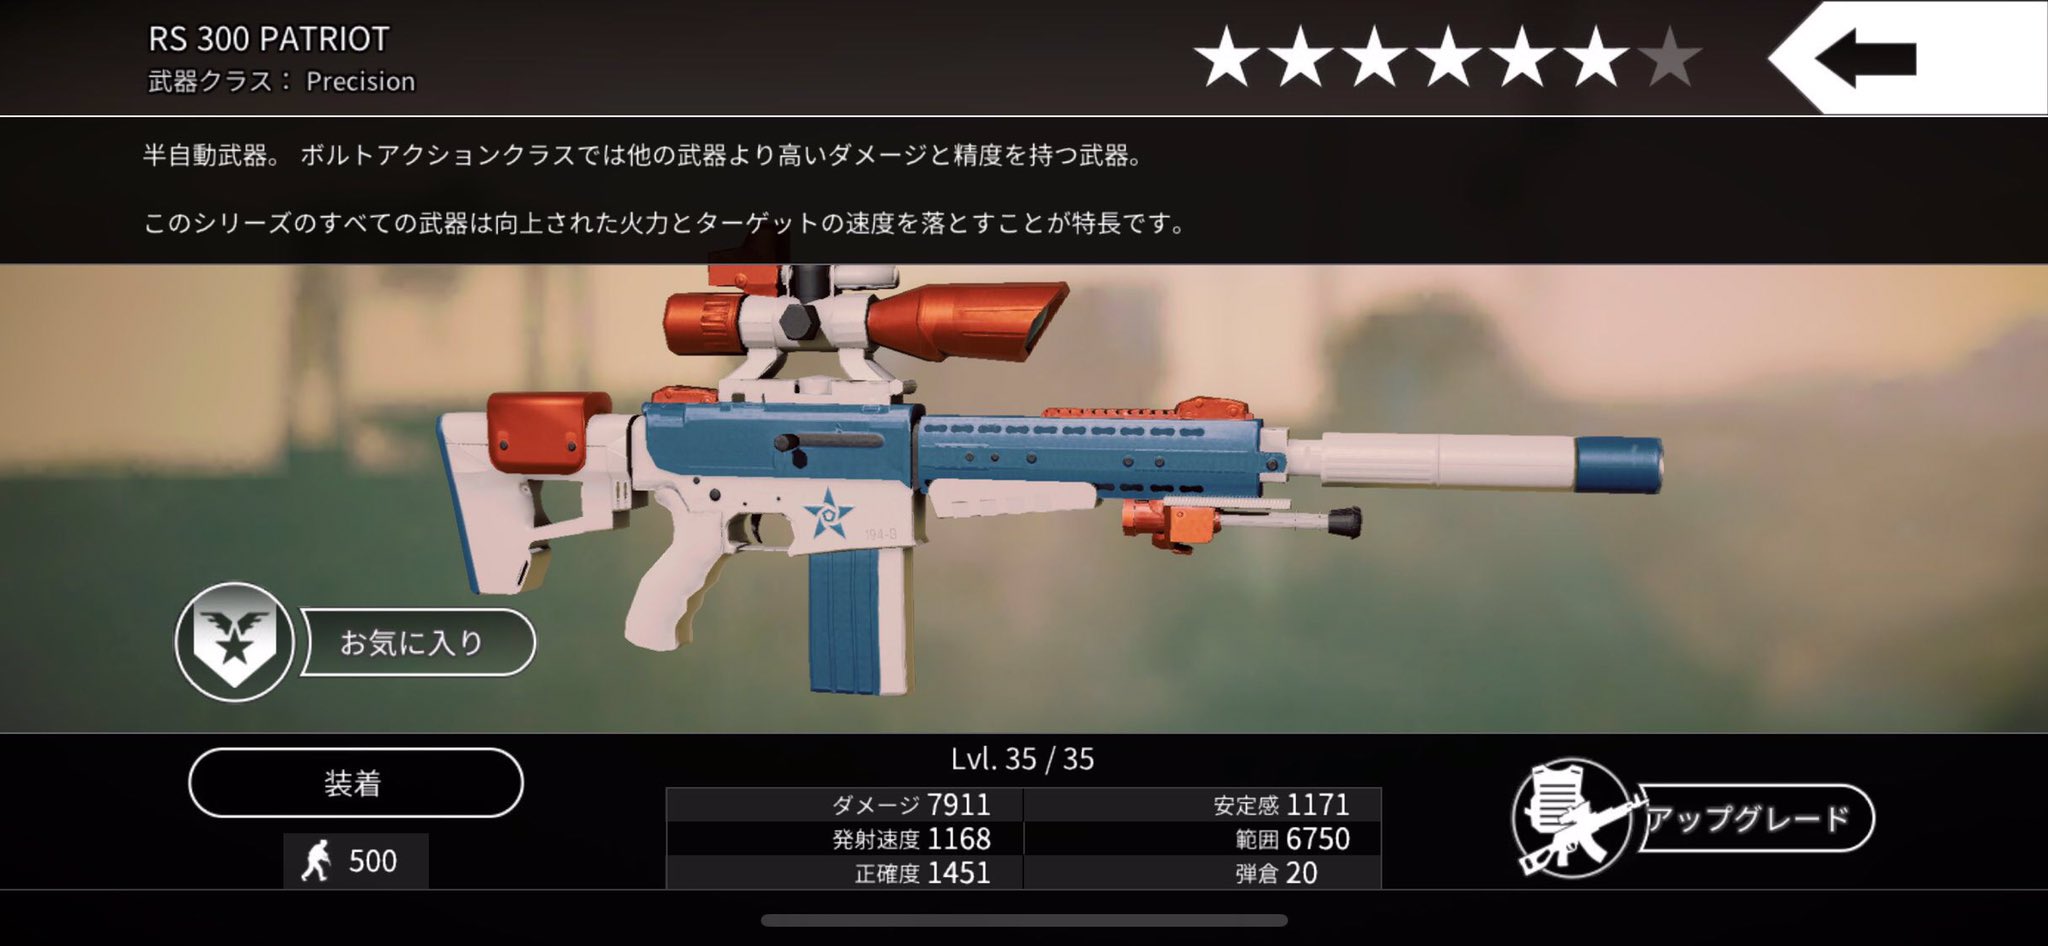 RS 300 PATRIOT
武器クラス： Precision
半自動武器。 ボルトアクションクラスでは他の武器より高いダメージと精度を持つ武器。
このシリーズのすべての武器は向上された火力とターゲットの速度を落とすことが特長です。
194-B
お気に入り
装着
500
Lvl. 35 / 35
ダメージ 7911 安定感 1171
発射速度 1168 範囲 6750
正確度 1451 弾倉 20
アップグレード